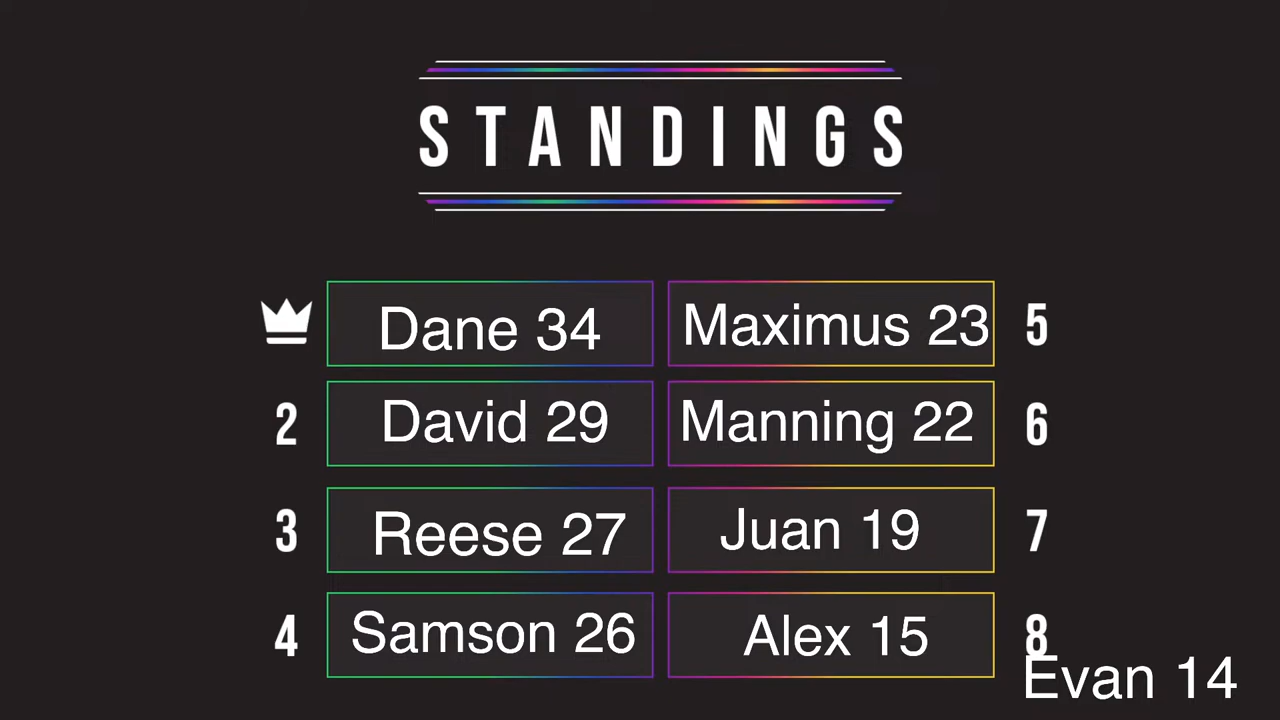 STANDINGS
Dane 34
2 David 29
3 Reese 27
4 Samson 26
Maximus 23 5
Manning 22 6
Juan 19 7
Alex 15 8
Evan 14